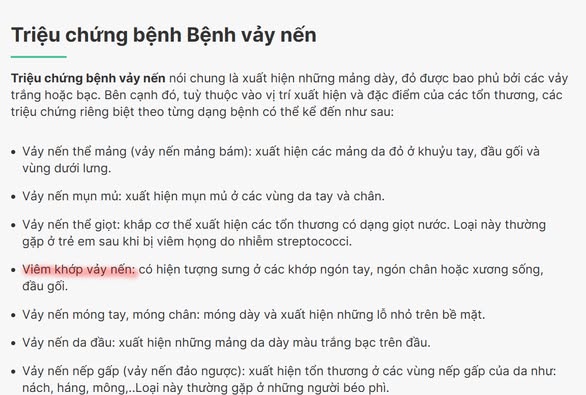 Triệu chứng bệnh Bệnh vảy nến
Triệu chứng bệnh vảy nến nói chung là xuất hiện những mảng dày, đỏ được bao phủ bởi các vảy
trắng hoặc bạc. Bên cạnh đó, tuỳ thuộc vào vị trí xuất hiện và đặc điểm của các tổn thương, các
triệu chứng riêng biệt theo từng dạng bệnh có thể kể đến như sau:
• Vảy nến thể mảng (vảy nến mảng bám): xuất hiện các mảng da đỏ ở khuỷu tay, đầu gối và
vùng dưới lưng.
• Vảy nến mụn mủ: xuất hiện mụn mủ ở các vùng da tay và chân.
• Vảy nến thể giọt: khắp cơ thể xuất hiện các tổn thương có dạng giọt nước. Loại này thường
gặp ở trẻ em sau khi bị viêm họng do nhiễm streptococci.
• Viêm khớp vảy nến: có hiện tượng sưng ở các khớp ngón tay, ngón chân hoặc xương sống,
đầu gối.
• Vảy nến móng tay, móng chân: móng dày và xuất hiện những lỗ nhỏ trên bề mặt.
• Vảy nến da đầu: xuất hiện những mảng da dày màu trắng bạc trên đầu.
• Vảy nến nếp gấp (vảy nến đảo ngược): xuất hiện tổn thương ở các vùng nếp gấp của da như:
nách, háng, mông,..Loại này thường gặp ở những người béo phì.